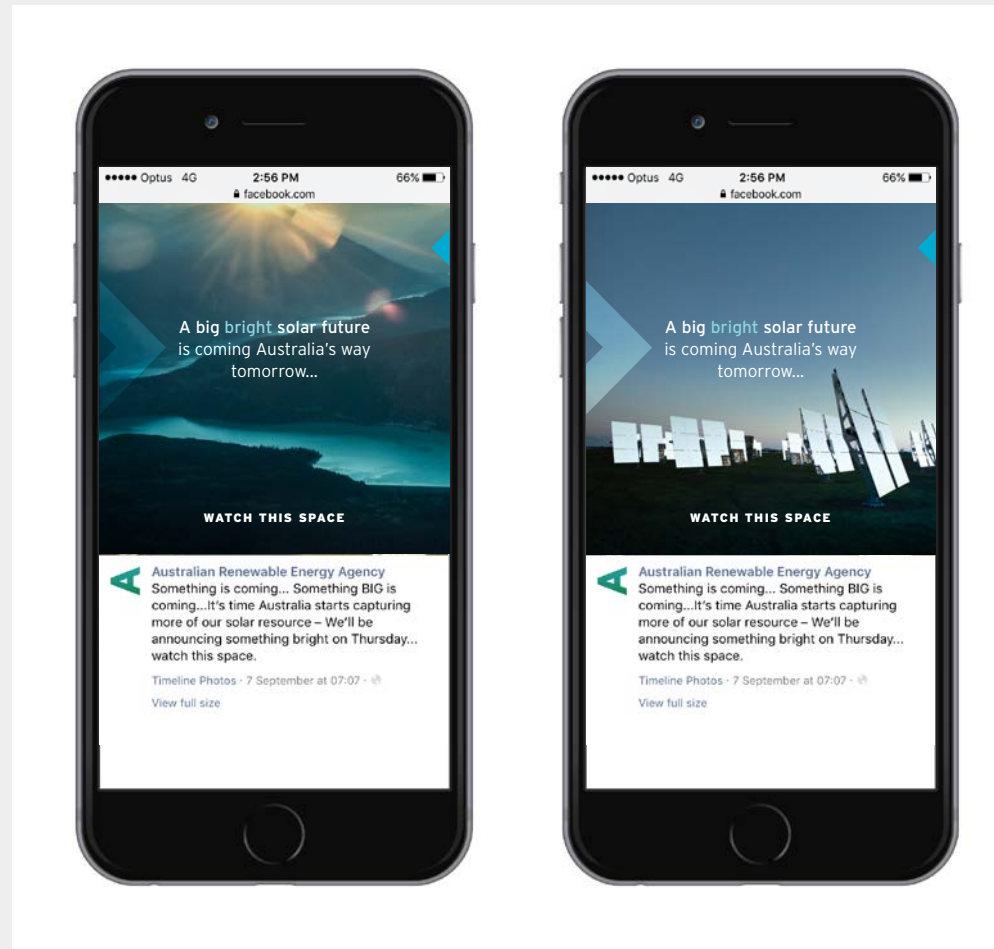 Optus 4G 2:56 PM 66%
facebook.com
A big bright solar future
is coming Australia's way
tomorrow...
WATCH THIS SPACE
Australian Renewable Energy Agency
Something is coming... Something BIG is
coming...It's time Australia starts capturing
more of our solar resource – We'll be
announcing something bright on Thursday...
watch this space.
Timeline Photos · 7 September at 07:07 ·
View full size
Optus 4G 2:56 PM 66%
facebook.com
A big bright solar future
is coming Australia's way
tomorrow...
WATCH THIS SPACE
Australian Renewable Energy Agency
Something is coming... Something BIG is
coming...It's time Australia starts capturing
more of our solar resource – We'll be
announcing something bright on Thursday...
watch this space.
Timeline Photos · 7 September at 07:07 ·
View full size